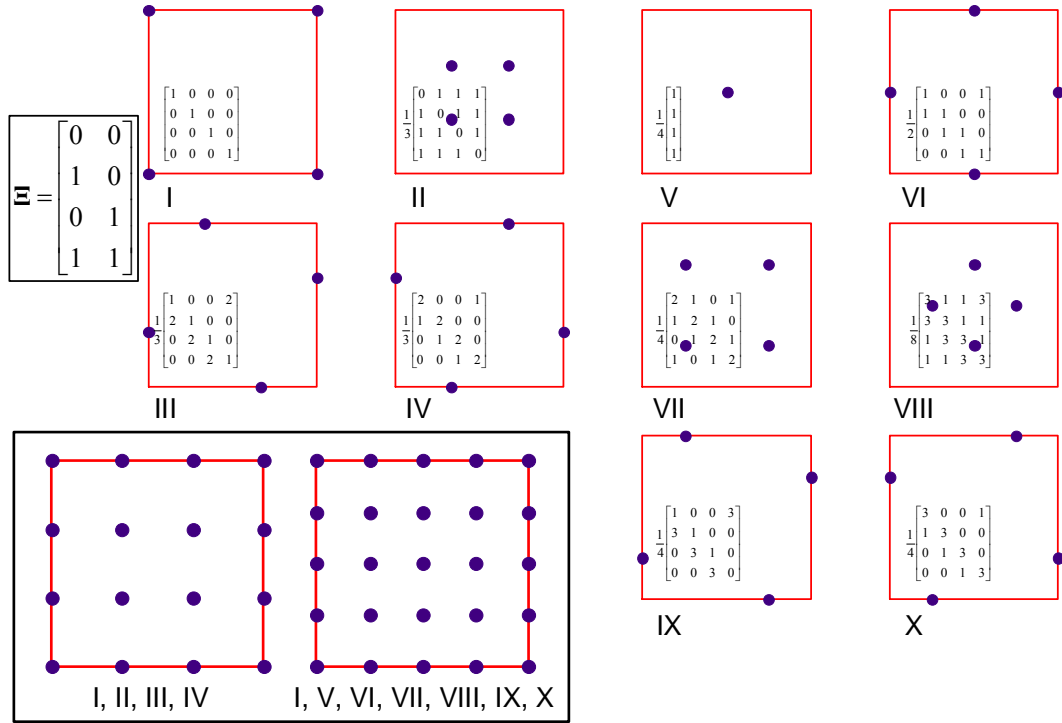 Ξ =
0 0
1 0
0 1
1 1
1 0 0 0
0 1 0 0
0 0 1 0
0 0 0 1
I
1/3
0 1 1 1
1 0 1 1
1 1 0 1
1 1 1 0
II
1/4
1
1
1
1
V
1/2
1 0 0 1
1 1 0 0
0 1 1 0
0 0 1 1
VI
1/3
1 0 0 2
2 1 0 0
0 2 1 0
0 0 2 1
III
1/3
2 0 0 1
1 2 0 0
0 1 2 0
0 0 1 2
IV
1/4
2 1 0 1
1 2 1 0
0 1 2 1
1 0 1 2
VII
1/8
3 1 1 3
3 3 1 1
1 3 3 1
1 1 3 3
VIII
1/4
1 0 0 3
3 1 0 0
0 3 1 0
0 0 3 0
IX
1/4
3 0 0 1
1 3 0 0
0 1 3 0
0 0 1 3
X
I, II, III, IV
I, V, VI, VII, VIII, IX, X